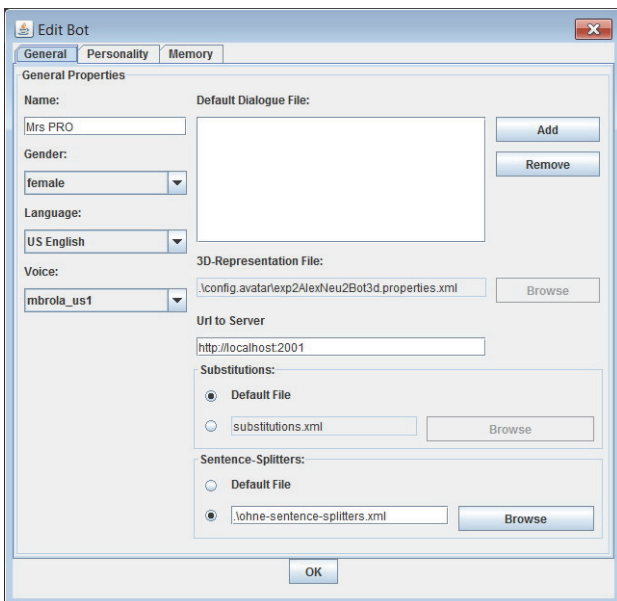 Edit Bot
General Personality Memory
General Properties
Name:
Mrs PRO
Gender:
female
Language:
US English
Voice:
mbrola_us1
Default Dialogue File:
Add
Remove
3D-Representation File:
.\config.avatar\exp2AlexNeu2Bot3d.properties.xml
Browse
Url to Server
http://localhost:2001
Substitutions:
Default File
substitutions.xml
Browse
Sentence-Splitters:
Default File
.\ohne-sentence-splitters.xml
Browse
OK